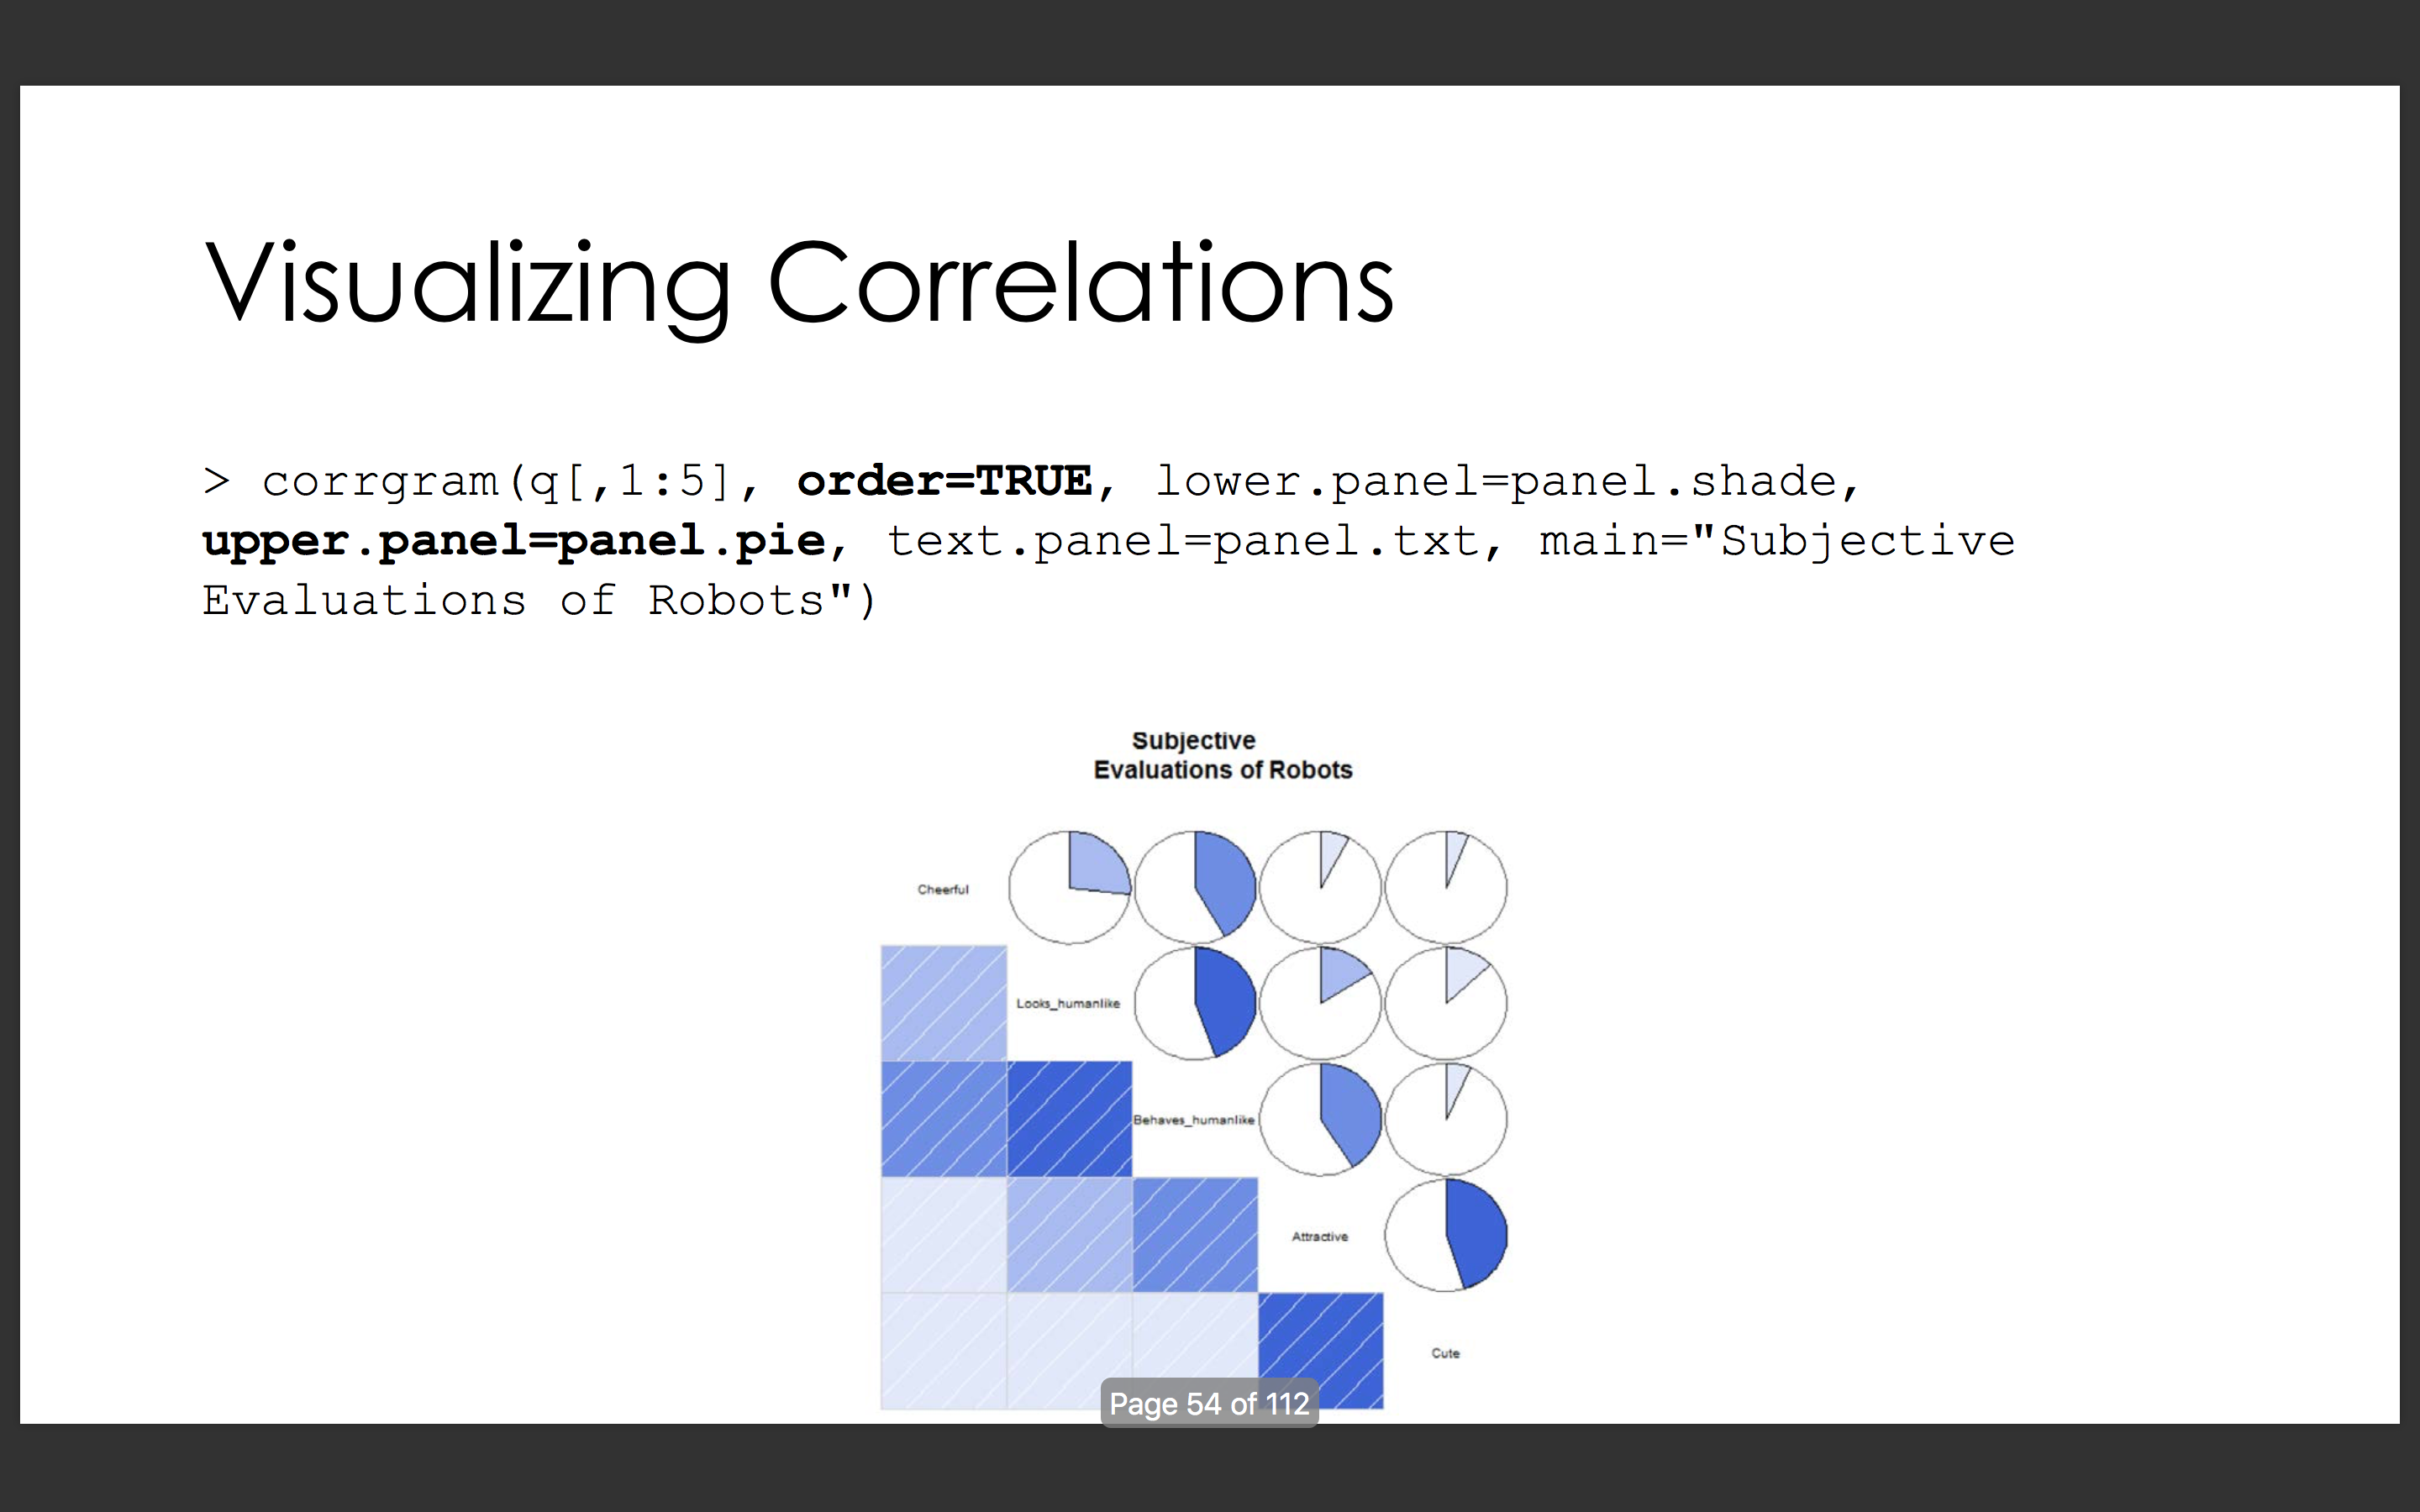 Visualizing Correlations
> corrgram(q[,1:5], order=TRUE, lower.panel=panel.shade,
upper.panel=panel.pie, text.panel=panel.txt, main="Subjective
Evaluations of Robots")
Subjective
Evaluations of Robots
Cheerful
Looks_humanlike
Behaves_humanlike
Attractive
Cute
Page 54 of 112